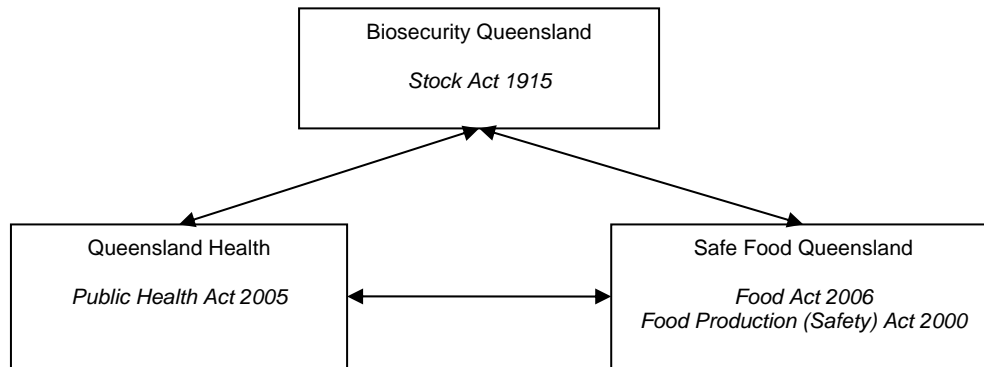 Biosecurity Queensland
Stock Act 1915
Queensland Health
Public Health Act 2005
Safe Food Queensland
Food Act 2006
Food Production (Safety) Act 2000